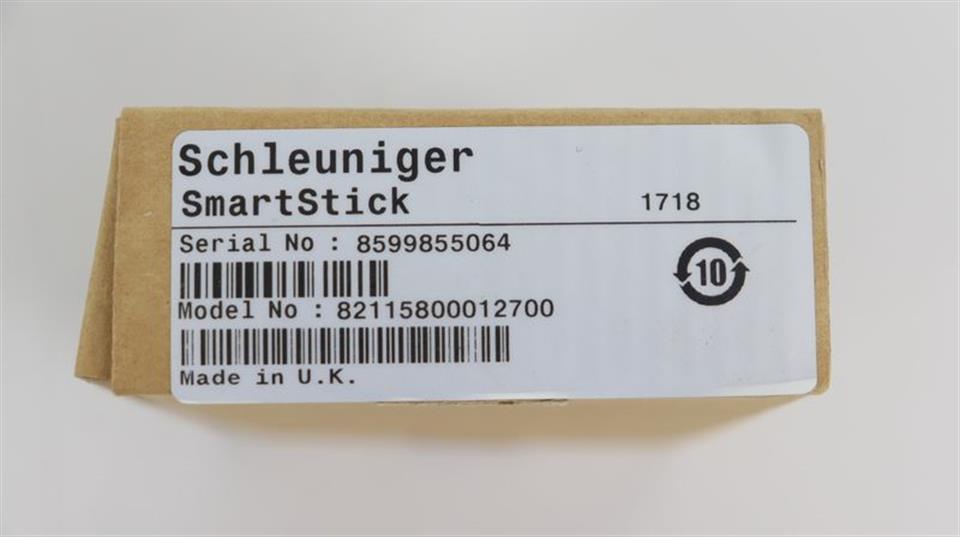 Schleuniger
SmartStick 1718
Serial No : 8599855064
10
Model No : 82115800012700
Made in U.K.